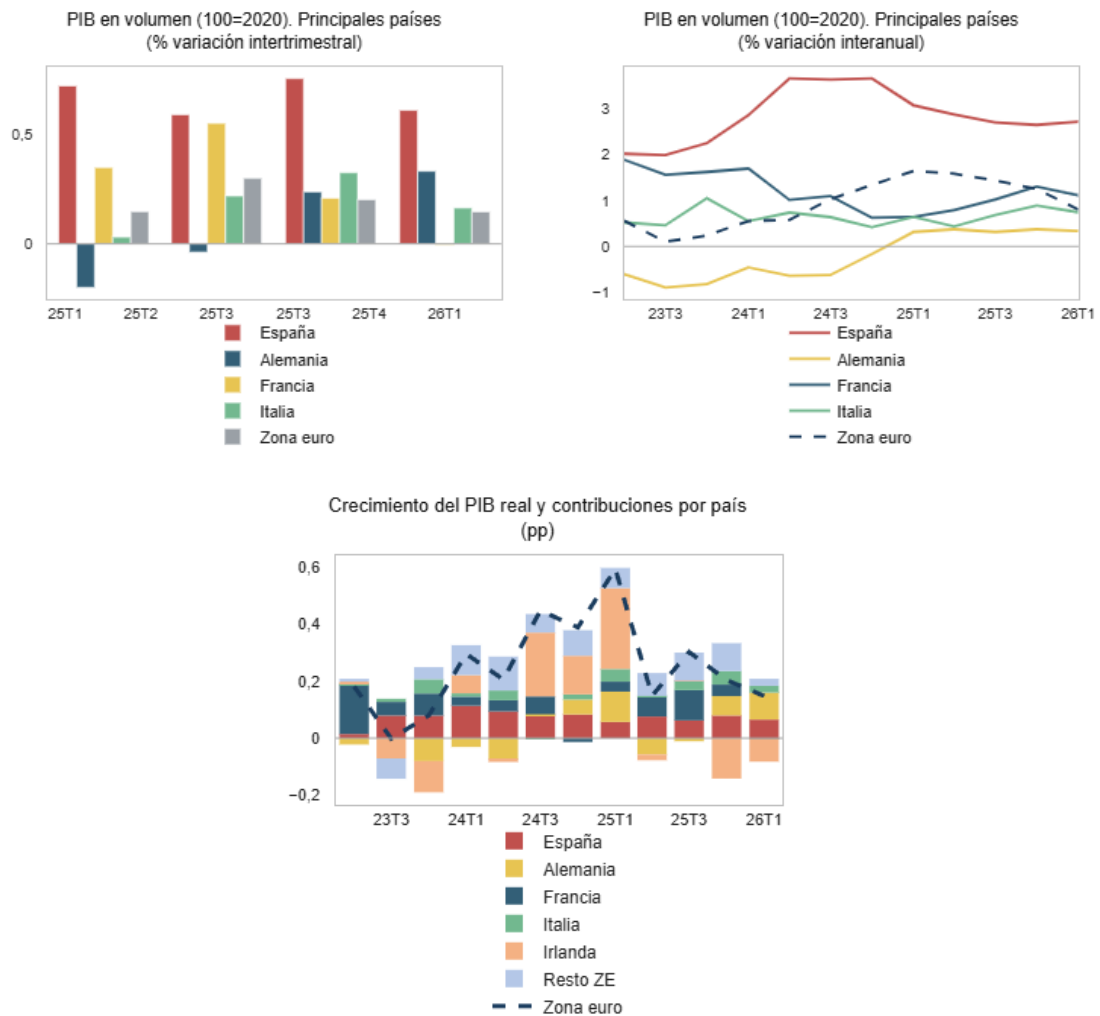 PIB en volumen (100=2020). Principales países
(% variación intertrimestral)
0,5
0
25T1 25T2 25T3 25T3 25T4 26T1
España
Alemania
Francia
Italia
Zona euro
PIB en volumen (100=2020). Principales países
(% variación interanual)
3
2
1
0
−1
23T3 24T1 24T3 25T1 25T3 26T1
España
Alemania
Francia
Italia
Zona euro
Crecimiento del PIB real y contribuciones por país
(pp)
0,6
0,4
0,2
0
−0,2
23T3 24T1 24T3 25T1 25T3 26T1
España
Alemania
Francia
Italia
Irlanda
Resto ZE
Zona euro